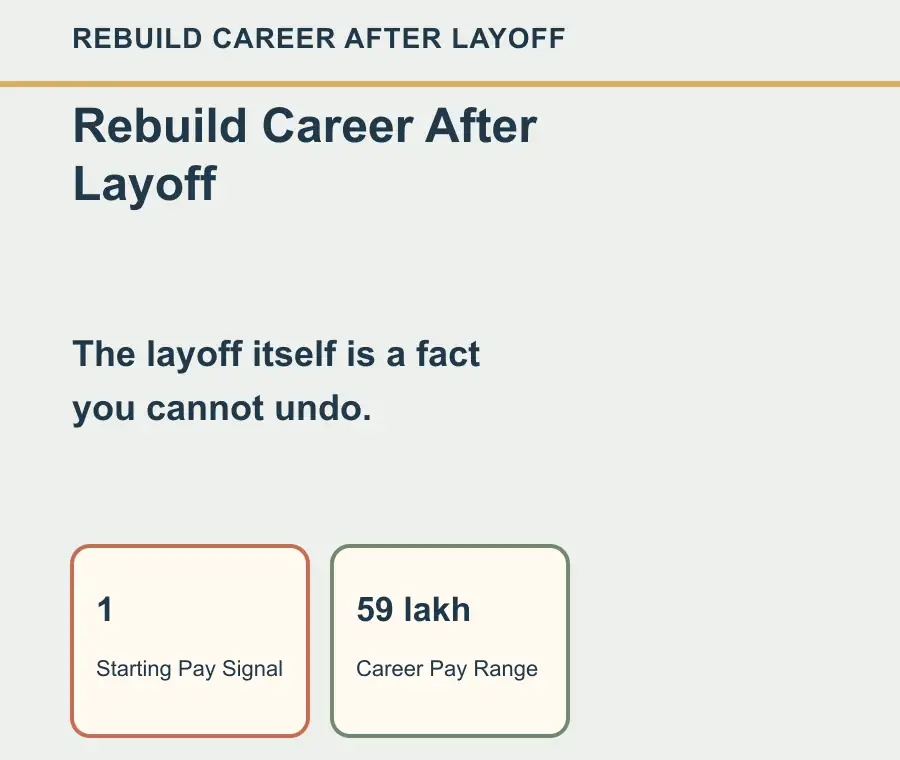 REBUILD CAREER AFTER LAYOFF
Rebuild Career After
Layoff
The layoff itself is a fact
you cannot undo.
1
Starting Pay Signal
59 lakh
Career Pay Range